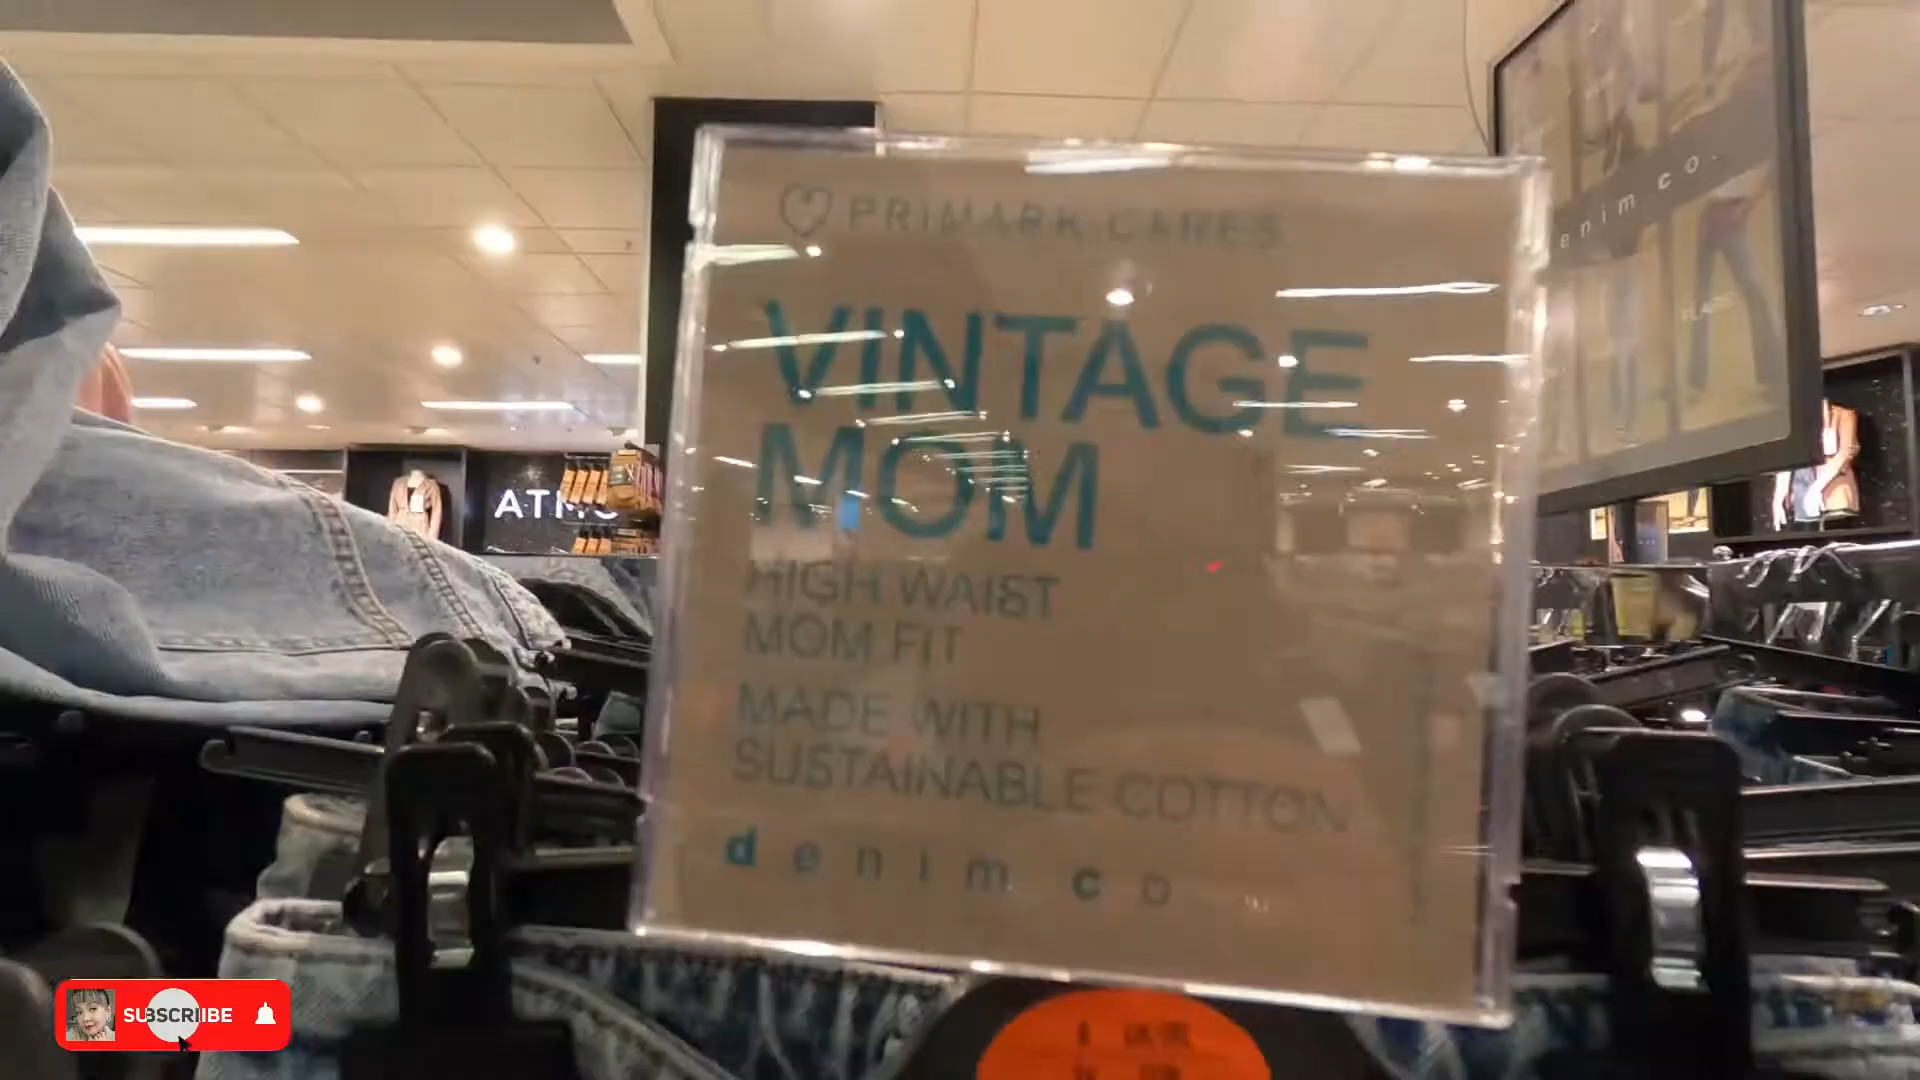 PRIMARK CARES
VINTAGE
MOM
HIGH WAIST
MOM FIT
MADE WITH
SUSTAINABLE COTTON
denim co
denim co.
SUBSCRIBE